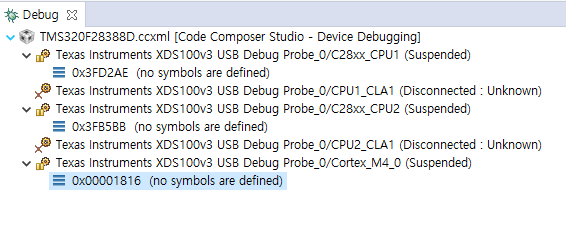 Debug
TMS320F28388D.ccxml [Code Composer Studio - Device Debugging]
Texas Instruments XDS100v3 USB Debug Probe_0/C28xx_CPU1 (Suspended)
0x3FD2AE (no symbols are defined)
Texas Instruments XDS100v3 USB Debug Probe_0/CPU1_CLA1 (Disconnected : Unknown)
Texas Instruments XDS100v3 USB Debug Probe_0/C28xx_CPU2 (Suspended)
0x3FB5BB (no symbols are defined)
Texas Instruments XDS100v3 USB Debug Probe_0/CPU2_CLA1 (Disconnected : Unknown)
Texas Instruments XDS100v3 USB Debug Probe_0/Cortex_M4_0 (Suspended)
0x00001816 (no symbols are defined)